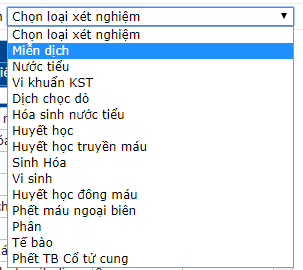 Chọn loại xét nghiệm
Chọn loại xét nghiệm
Miễn dịch
Nước tiểu
Vi khuẩn KST
Dịch chọc dò
Hóa sinh nước tiểu
Huyết học
Huyết học truyền máu
Sinh Hóa
Vi sinh
Huyết học đông máu
Phết máu ngoại biên
Phân
Tế bào
Phết TB Cổ tử cung